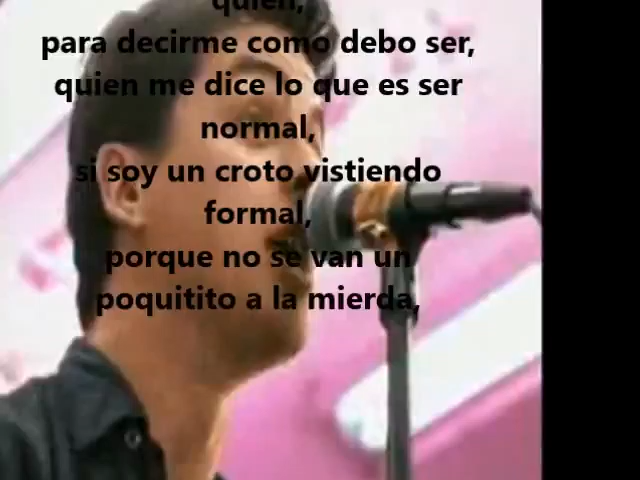 quien,
para decirme como debo ser,
quien me dice lo que es ser
normal,
si soy un croto vistiendo
formal,
porque no se van un
poquitito a la mierda,